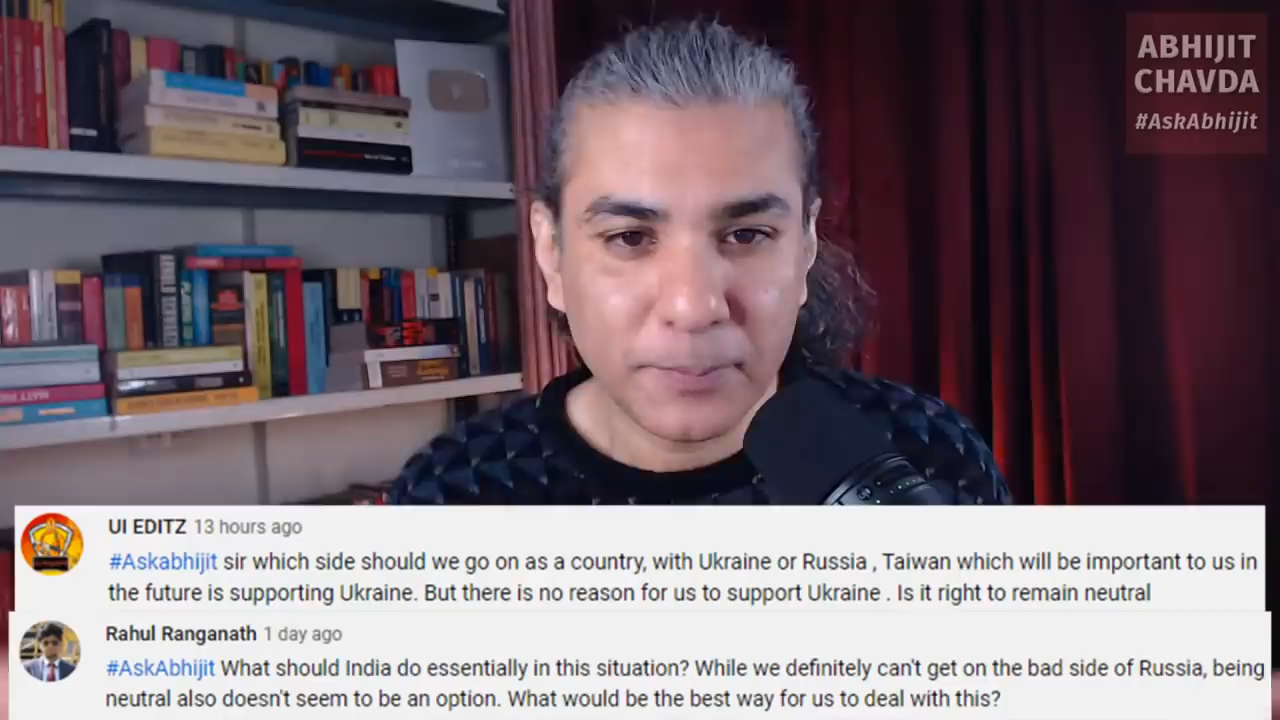 ABHIJIT
CHAVDA
#AskAbhijit
UI EDITZ 13 hours ago
#Askabhijit sir which side should we go on as a country, with Ukraine or Russia , Taiwan which will be important to us in
the future is supporting Ukraine. But there is no reason for us to support Ukraine . Is it right to remain neutral
Rahul Ranganath 1 day ago
#AskAbhijit What should India do essentially in this situation? While we definitely can't get on the bad side of Russia, being
neutral also doesn't seem to be an option. What would be the best way for us to deal with this?